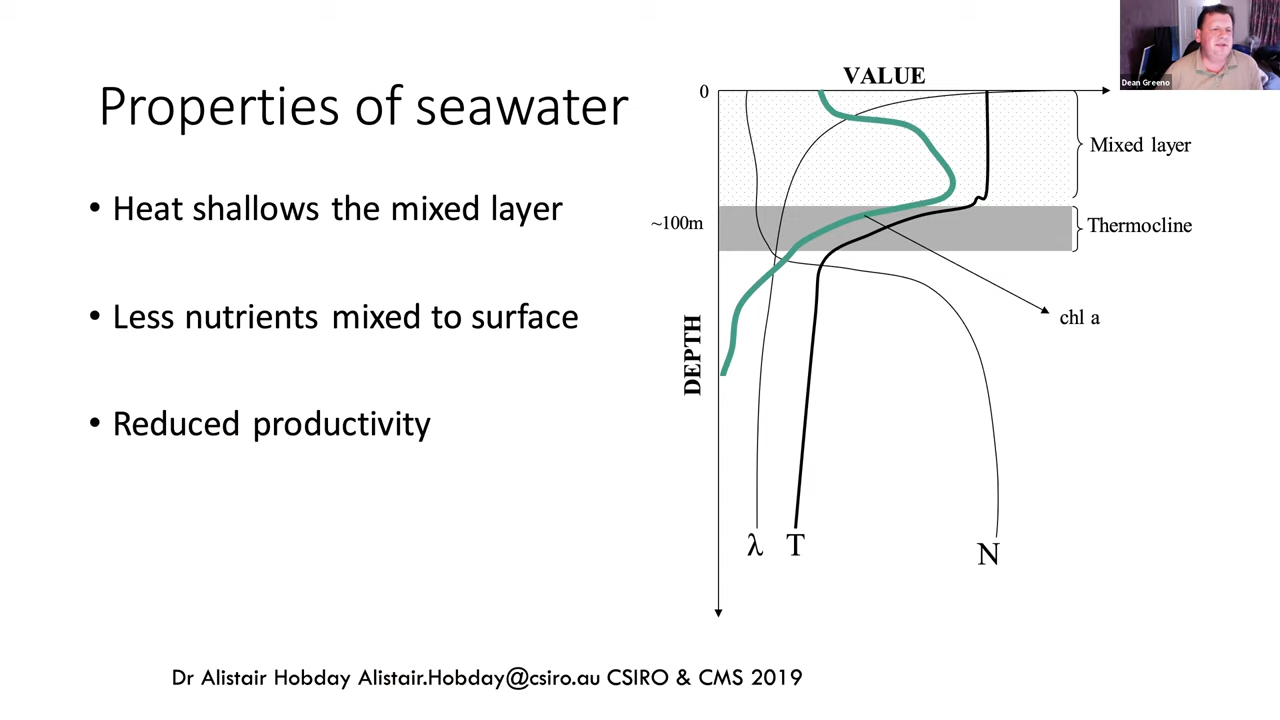 Properties of seawater
• Heat shallows the mixed layer
• Less nutrients mixed to surface
• Reduced productivity
VALUE
0
Mixed layer
~100m
Thermocline
chl a
DEPTH
λ T N
Dr Alistair Hobday Alistair.Hobday@csiro.au CSIRO & CMS 2019
Dean Greeno